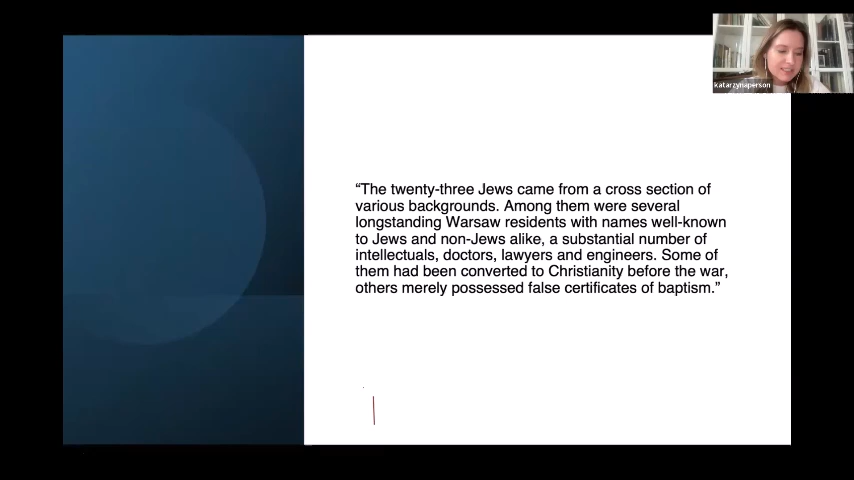 katarzynaperson
“The twenty-three Jews came from a cross section of
various backgrounds. Among them were several
longstanding Warsaw residents with names well-known
to Jews and non-Jews alike, a substantial number of
intellectuals, doctors, lawyers and engineers. Some of
them had been converted to Christianity before the war,
others merely possessed false certificates of baptism.”